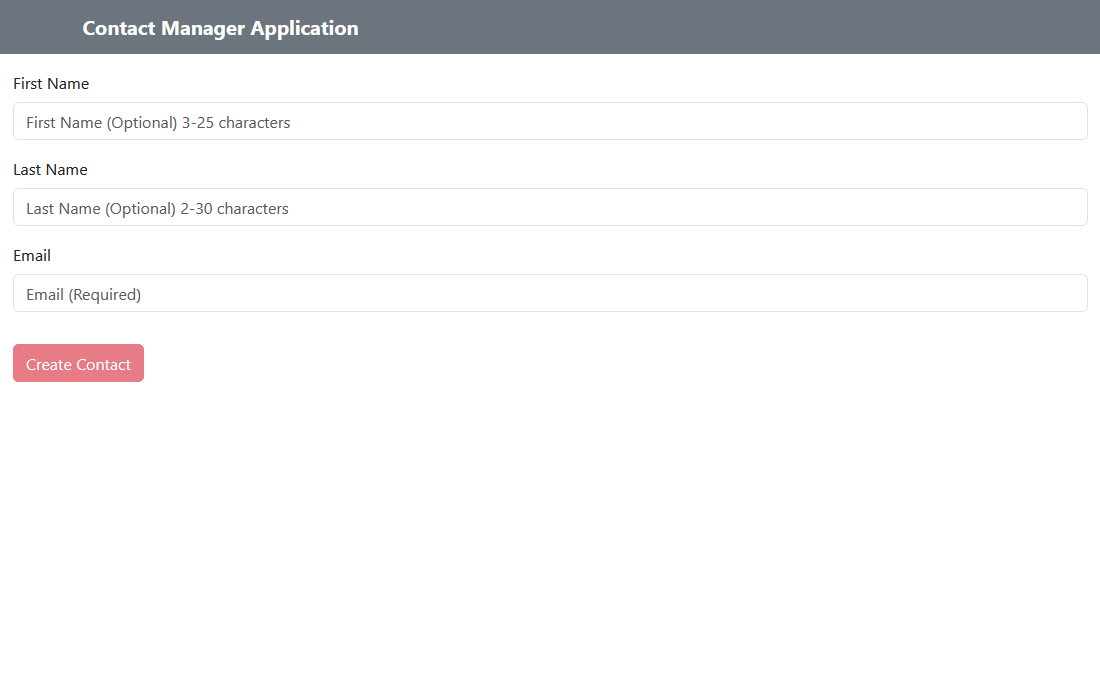 Contact Manager Application
First Name
First Name (Optional) 3-25 characters
Last Name
Last Name (Optional) 2-30 characters
Email
Email (Required)
Create Contact